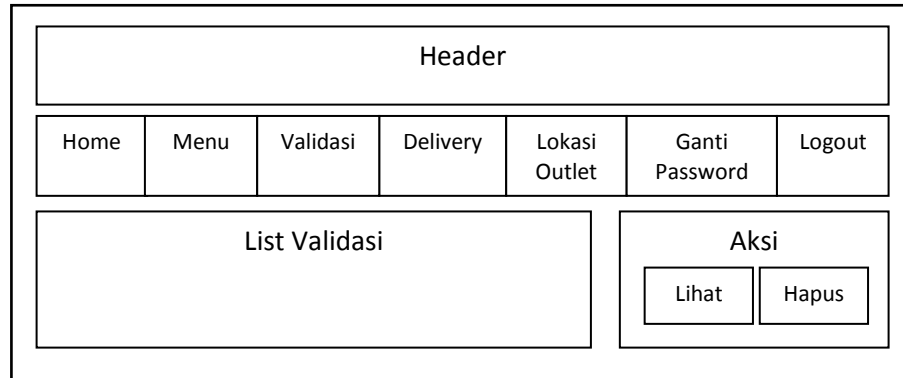 Header
Home Menu Validasi Delivery Lokasi Ganti Logout
Outlet Password
List Validasi Aksi
Lihat Hapus